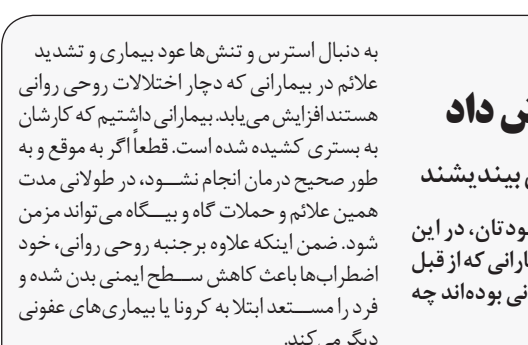 ش داد
بیندیشند
ودتان، در این
ارانی که از قبل
نی بوده‌اند چه
به دنبال استرس و تنش‌ها عود بیماری و تشدید
علائم در بیمارانی که دچار اختلالات روحی روانی
هستند افزایش می‌یابد. بیمارانی داشتیم که کارشان
به بستری کشیده شده است. قطعاً اگر به موقع و به
طور صحیح درمان انجام نشود، در طولانی مدت
همین علائم و حملات گاه و بیگاه می‌تواند مزمن
شود. ضمن اینکه علاوه بر جنبه روحی روانی، خود
اضطراب‌ها باعث کاهش سطح ایمنی بدن شده و
فرد را مستعد ابتلا به کرونا یا بیماری‌های عفونی
دیگر می‌کند.